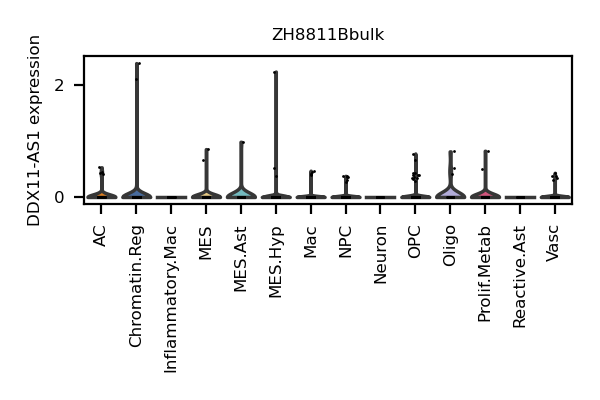 ZH8811Bbulk
DDX11-AS1 expression
2
0
AC
Chromatin.Reg
Inflammatory.Mac
MES
MES.Ast
MES.Hyp
Mac
NPC
Neuron
OPC
Oligo
Prolif.Metab
Reactive.Ast
Vasc